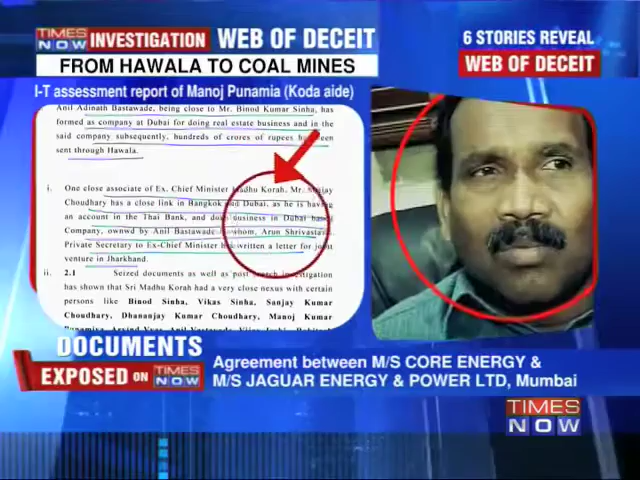 TIMES NOW INVESTIGATION WEB OF DECEIT
FROM HAWALA TO COAL MINES
6 STORIES REVEAL
WEB OF DECEIT
I-T assessment report of Manoj Punamia (Koda aide)
Anil Adinath Bastawade, being close to Mr. Binod Kumar Sinha, has
formed as company at Dubai for doing real estate business and in the
said company subsequently, hundreds of crores of rupees been
sent through Hawala.
i. One close associate of Ex. Chief Minister Madhu Korah, Mr. Sanjay
Choudhary has a close link in Bangkok and Dubai, as he is having
an account in the Thai Bank, and does business in Dubai based
Company, ownwd by Anil Bastawade whom, Arun Shrivastava
Private Secretary to Ex-Chief Minister written a letter for joint
venture in Jharkhand.
ii. 2.1 Seized documents as well as post search investigation
has shown that Sri Madhu Korah had a very close nexus with certain
persons like Binod Sinha, Vikas Sinha, Sanjay Kumar
Choudhary, Dhananjay Kumar Choudhary, Manoj Kumar
DOCUMENTS
EXPOSED ON TIMES NOW
Agreement between M/S CORE ENERGY &
M/S JAGUAR ENERGY & POWER LTD, Mumbai
TIMES
NOW